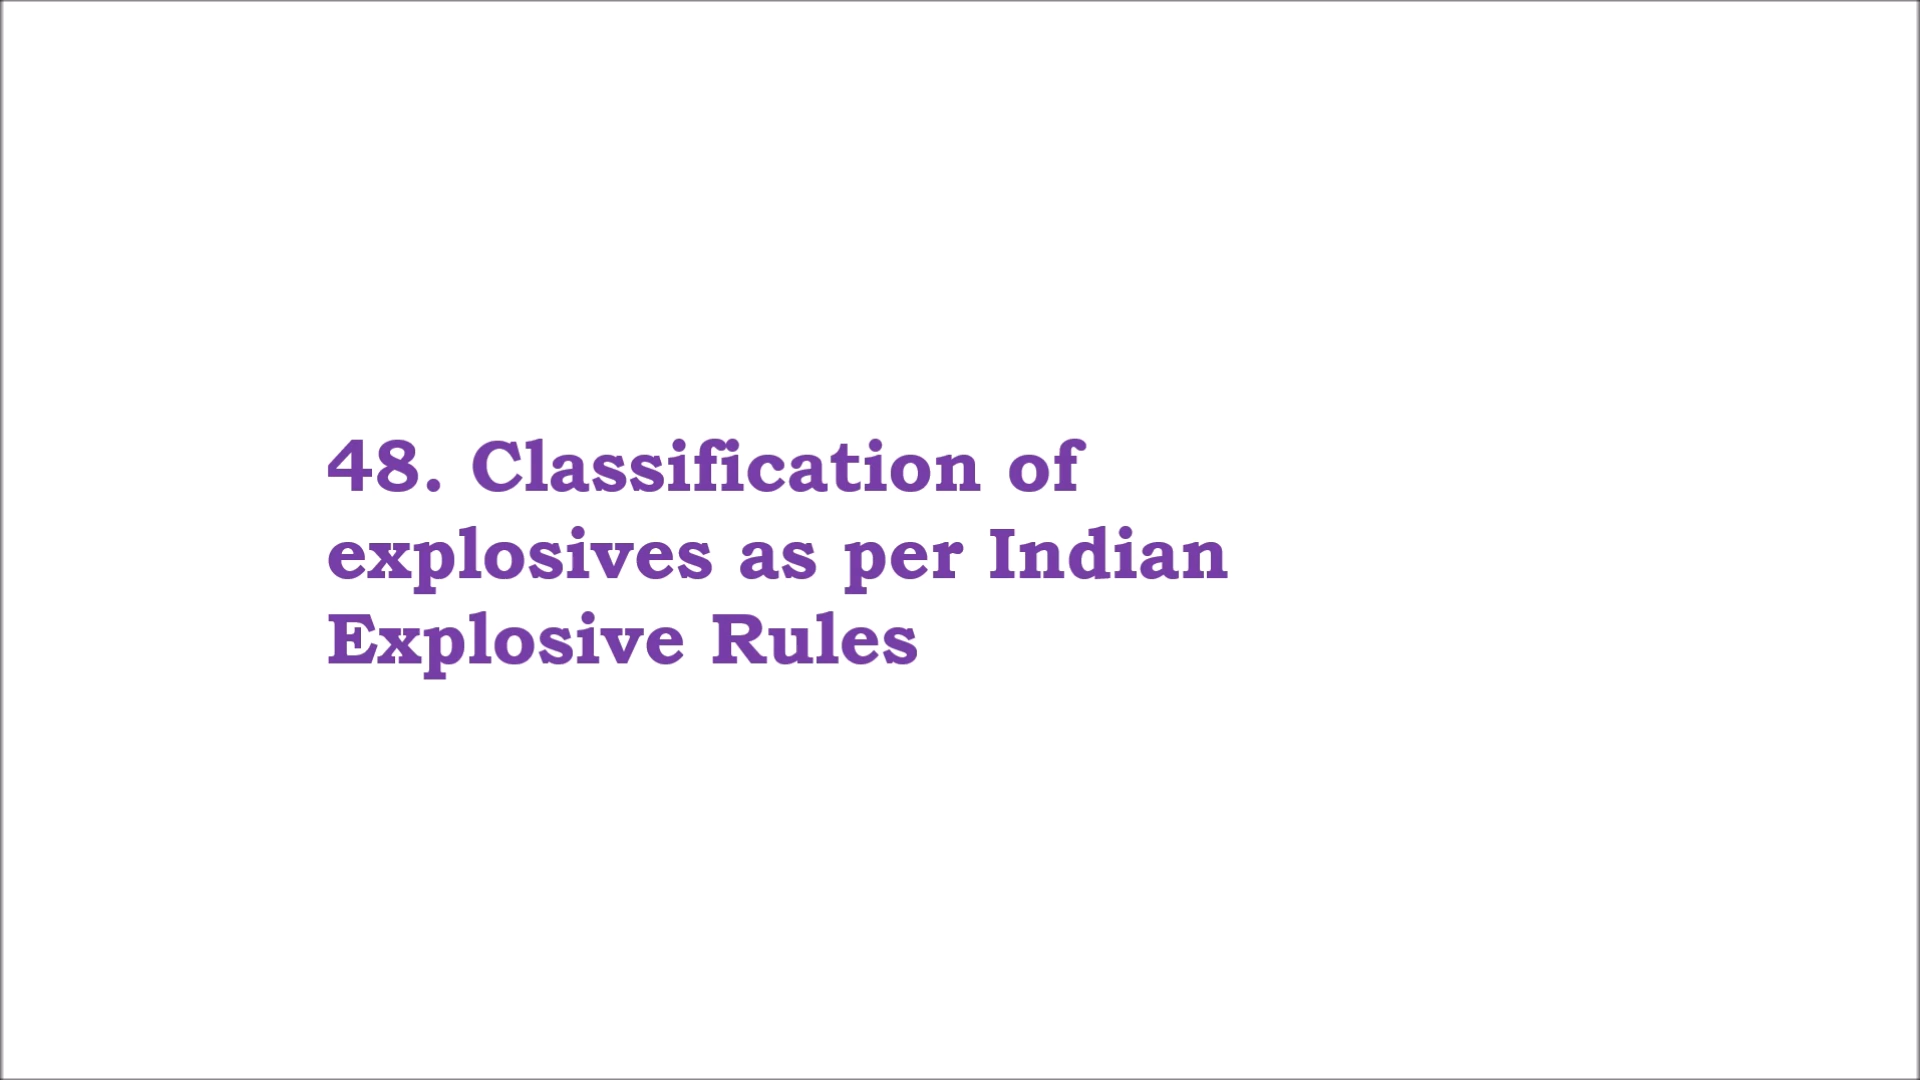 48. Classification of
explosives as per Indian
Explosive Rules